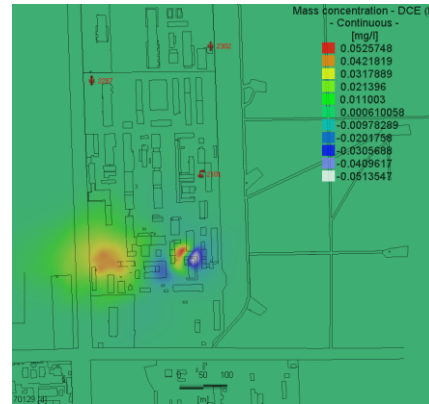 Mass concentration - DCE (
- Continuous -
[mg/l]
0.0525748
0.0421819
0.0317889
0.021396
0.011003
0.000610058
-0.00978289
-0.0201758
-0.0305688
-0.0409617
-0.0513547
0 50 100
[m]
70129 [d]